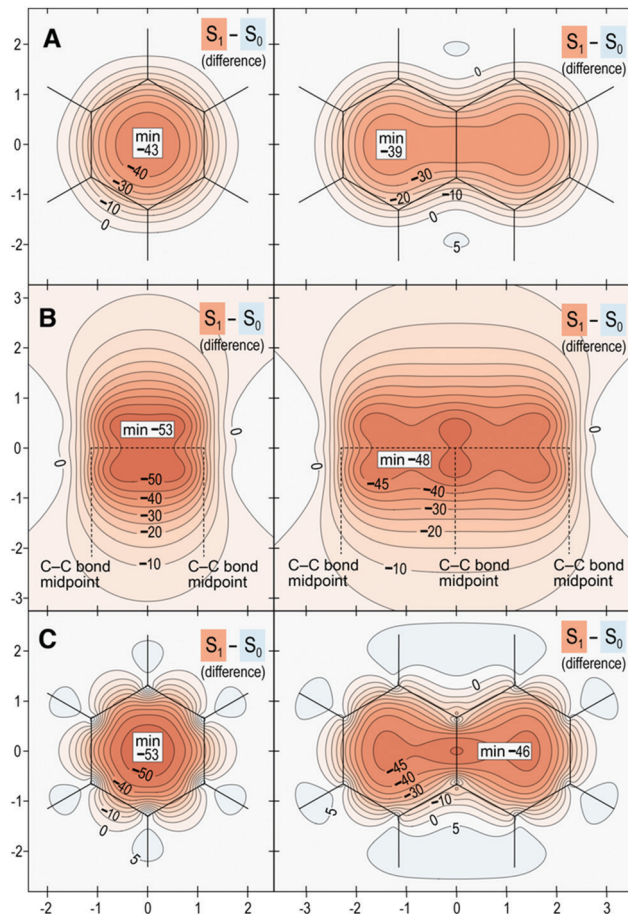 A
S₁ – S₀
(difference)
min
−43
−40
−30
−10
0
2
1
0
−1
−2
S₁ – S₀
(difference)
0
min
−39
−30
−20
−10
0
5
B
S₁ – S₀
(difference)
min −53
0
0
−50
−40
−30
−20
−10
C–C bond
midpoint
C–C bond
midpoint
3
2
1
0
−1
−2
−3
S₁ – S₀
(difference)
0
0
min −48
−45
−40
−30
−20
−10
C–C bond
midpoint
C–C bond
midpoint
C–C bond
midpoint
C
S₁ – S₀
(difference)
min
−53
−50
−40
−10
0
5
2
1
0
−1
−2
S₁ – S₀
(difference)
0
min −46
−45
−40
−30
−10
0
5
5
-2 -1 0 1 2
-3 -2 -1 0 1 2 3